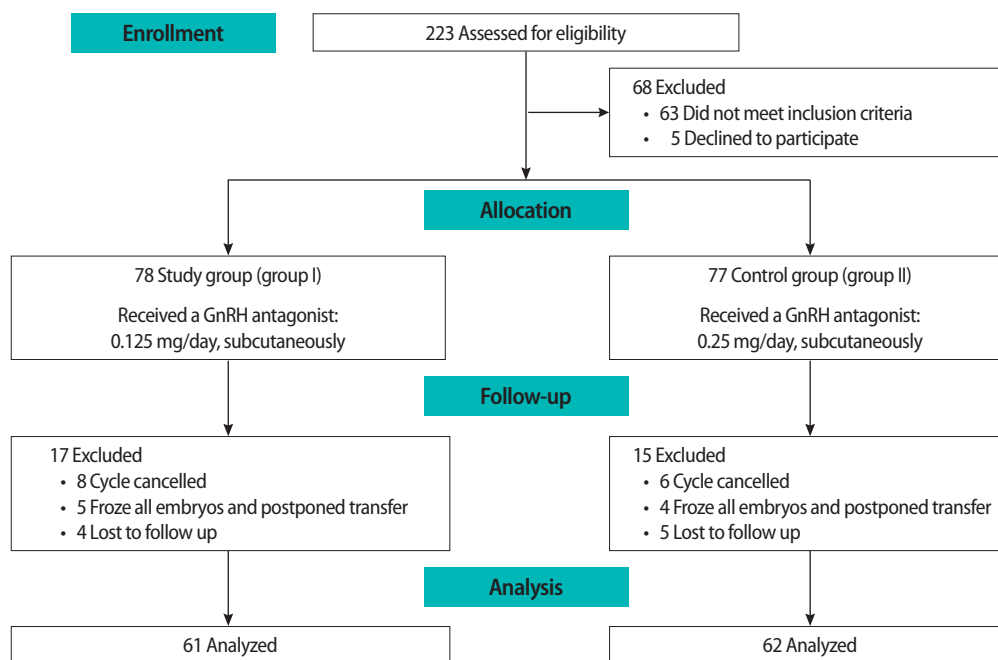 Enrollment
223 Assessed for eligibility
68 Excluded
• 63 Did not meet inclusion criteria
• 5 Declined to participate
Allocation
78 Study group (group I)
Received a GnRH antagonist:
0.125 mg/day, subcutaneously
77 Control group (group II)
Received a GnRH antagonist:
0.25 mg/day, subcutaneously
Follow-up
17 Excluded
• 8 Cycle cancelled
• 5 Froze all embryos and postponed transfer
• 4 Lost to follow up
15 Excluded
• 6 Cycle cancelled
• 4 Froze all embryos and postponed transfer
• 5 Lost to follow up
Analysis
61 Analyzed
62 Analyzed